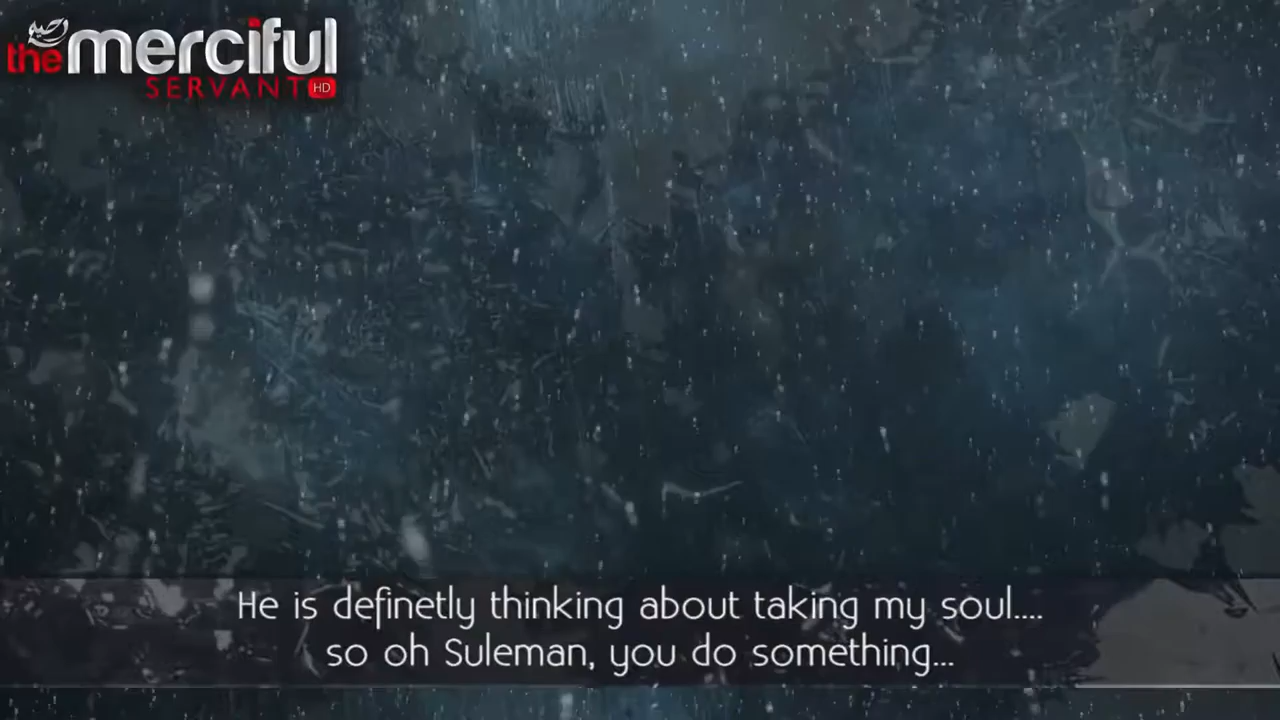 the merciful
SERVANT HD
He is definetly thinking about taking my soul....
so oh Suleman, you do something...